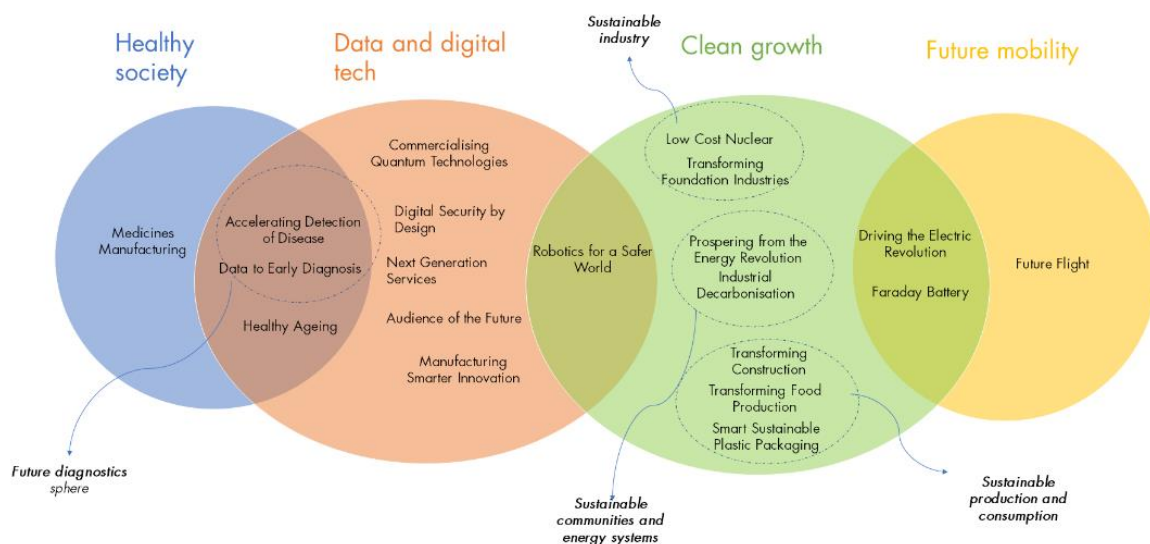 Healthy
society
Data and digital
tech
Sustainable
industry
Clean growth
Future mobility
Medicines
Manufacturing
Accelerating Detection
of Disease
Data to Early Diagnosis
Healthy Ageing
Commercialising
Quantum Technologies
Digital Security by
Design
Next Generation
Services
Audience of the Future
Manufacturing
Smarter Innovation
Robotics for a Safer
World
Low Cost Nuclear
Transforming
Foundation Industries
Prospering from the
Energy Revolution
Industrial
Decarbonisation
Transforming
Construction
Transforming Food
Production
Smart Sustainable
Plastic Packaging
Driving the Electric
Revolution
Faraday Battery
Future Flight
Future diagnostics
sphere
Sustainable
communities and
energy systems
Sustainable
production and
consumption